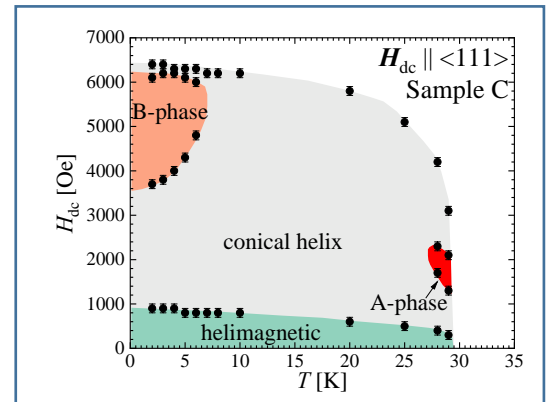 7000
6000
5000
4000
3000
2000
1000
0
H_dc [Oe]
H_dc || <111>
Sample C
B-phase
conical helix
A-phase
helimagnetic
0 5 10 15 20 25 30 35
T [K]